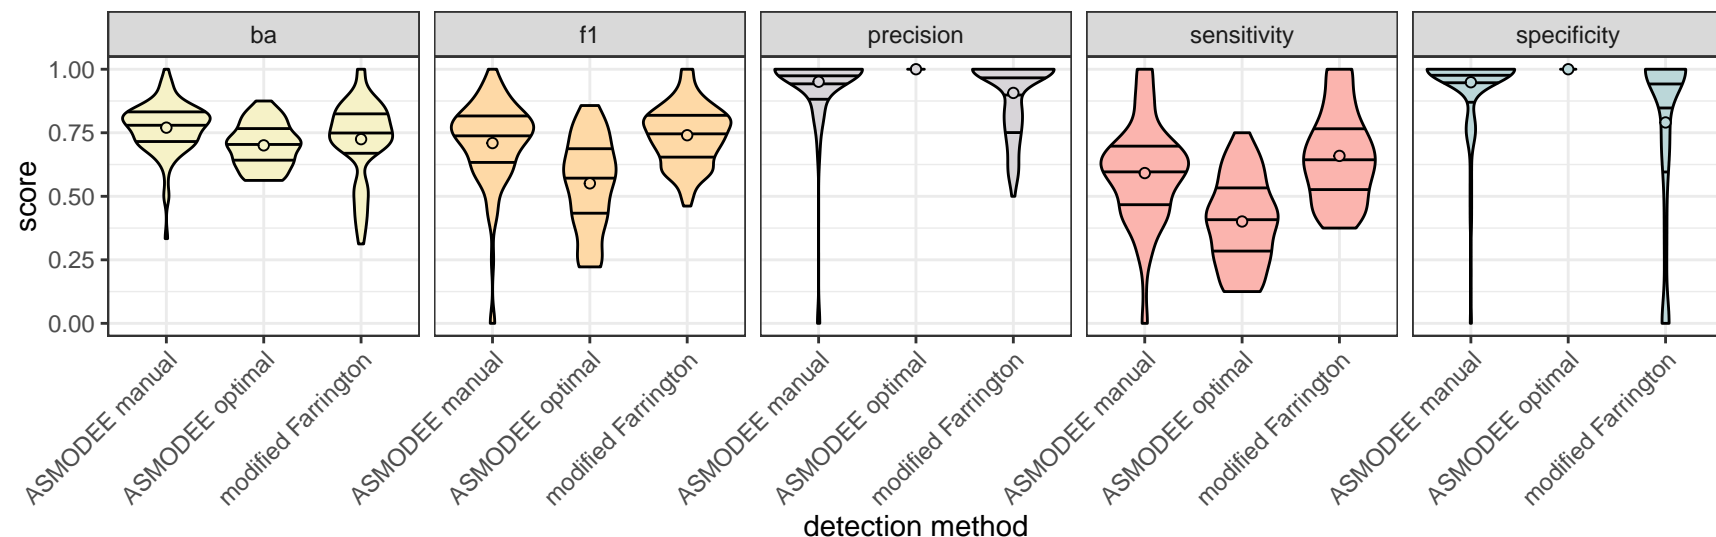 ba
f1
precision
sensitivity
specificity
score
1.00
0.75
0.50
0.25
0.00
ASMODEE manual
ASMODEE optimal
modified Farrington
ASMODEE manual
ASMODEE optimal
modified Farrington
ASMODEE manual
ASMODEE optimal
modified Farrington
ASMODEE manual
ASMODEE optimal
modified Farrington
ASMODEE manual
ASMODEE optimal
modified Farrington
detection method